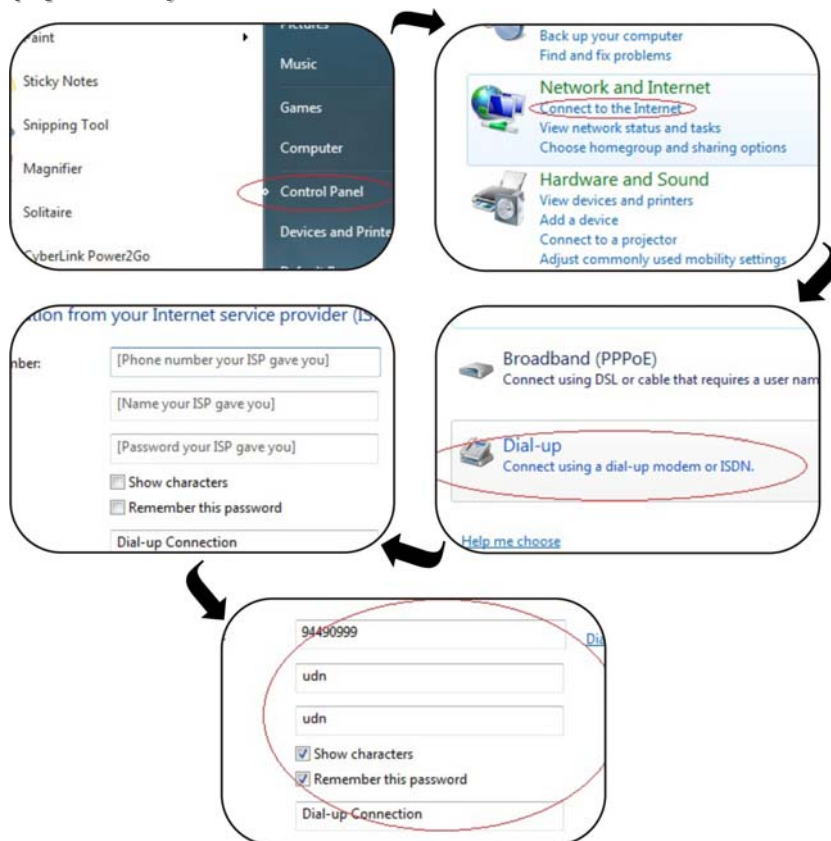 Paint
Sticky Notes
Snipping Tool
Magnifier
Solitaire
CyberLink Power2Go
Pictures
Music
Games
Computer
Control Panel
Devices and Printe
Back up your computer
Find and fix problems
Network and Internet
Connect to the Internet
View network status and tasks
Choose homegroup and sharing options
Hardware and Sound
View devices and printers
Add a device
Connect to a projector
Adjust commonly used mobility settings
Broadband (PPPoE)
Connect using DSL or cable that requires a user nam
Dial-up
Connect using a dial-up modem or ISDN.
Help me choose
ation from your Internet service provider (IS
mber:
[Phone number your ISP gave you]
[Name your ISP gave you]
[Password your ISP gave you]
Show characters
Remember this password
Dial-up Connection
94490999
Dia
udn
udn
Show characters
Remember this password
Dial-up Connection